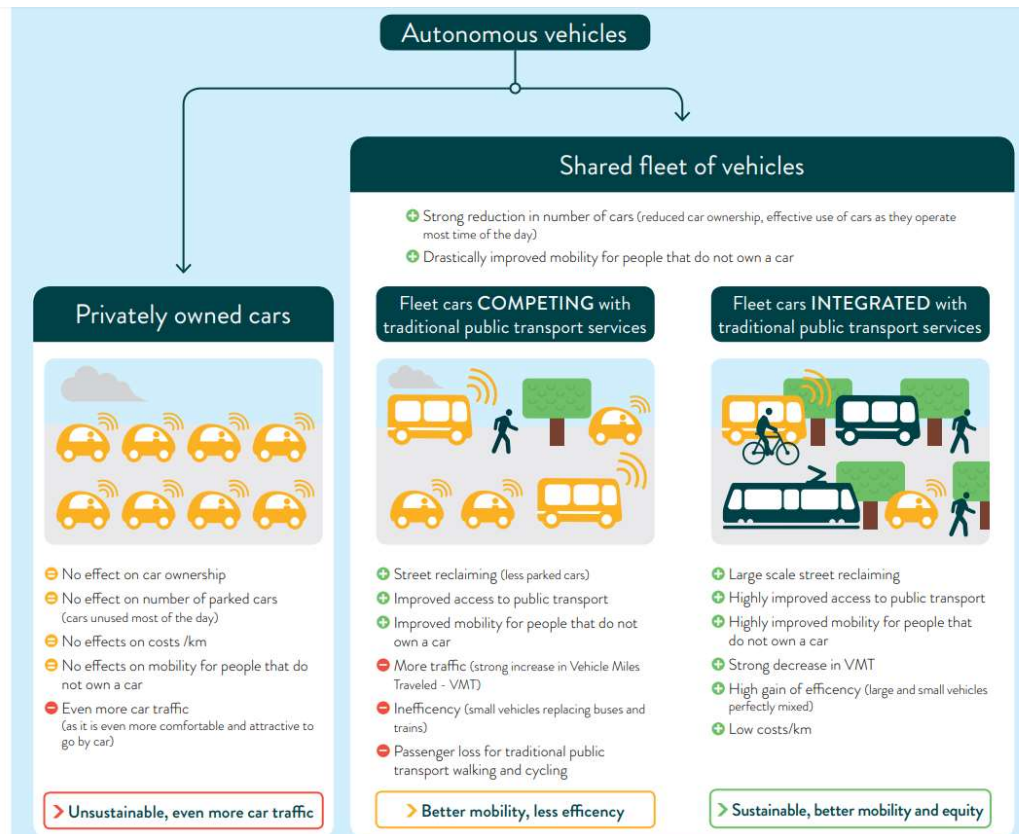 Autonomous vehicles
Shared fleet of vehicles
Strong reduction in number of cars (reduced car ownership, effective use of cars as they operate
most time of the day)
Drastically improved mobility for people that do not own a car
Privately owned cars
No effect on car ownership
No effect on number of parked cars
(cars unused most of the day)
No effects on costs /km
No effects on mobility for people that do
not own a car
Even more car traffic
(as it is even more comfortable and attractive to
go by car)
> Unsustainable, even more car traffic
Fleet cars COMPETING with
traditional public transport services
Street reclaiming (less parked cars)
Improved access to public transport
Improved mobility for people that do not
own a car
More traffic (strong increase in Vehicle Miles
Traveled - VMT)
Inefficency (small vehicles replacing buses and
trains)
Passenger loss for traditional public
transport walking and cycling
> Better mobility, less efficency
Fleet cars INTEGRATED with
traditional public transport services
Large scale street reclaiming
Highly improved access to public transport
Highly improved mobility for people that
do not own a car
Strong decrease in VMT
High gain of efficency (large and small vehicles
perfectly mixed)
Low costs/km
> Sustainable, better mobility and equity